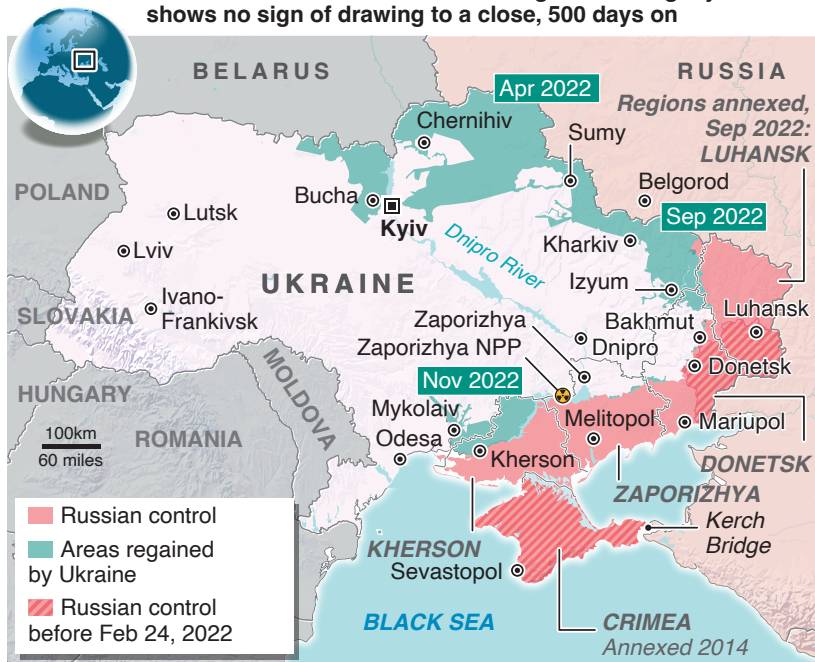 shows no sign of drawing to a close, 500 days on
BELARUS
RUSSIA
Apr 2022
Regions annexed,
Sep 2022:
LUHANSK
Chernihiv
Sumy
POLAND
Bucha
Belgorod
Lutsk
Kyiv
Sep 2022
Dnipro River
Kharkiv
Lviv
UKRAINE
Izyum
Ivano-
Frankivsk
SLOVAKIA
Luhansk
Zaporizhya
Bakhmut
Zaporizhya NPP
Dnipro
Donetsk
MOLDOVA
Nov 2022
HUNGARY
Mykolaiv
Melitopol
Mariupol
100km
60 miles
ROMANIA
Odesa
Kherson
DONETSK
ZAPORIZHYA
Russian control
Kerch
Bridge
Areas regained
by Ukraine
KHERSON
Sevastopol
Russian control
before Feb 24, 2022
BLACK SEA
CRIMEA
Annexed 2014